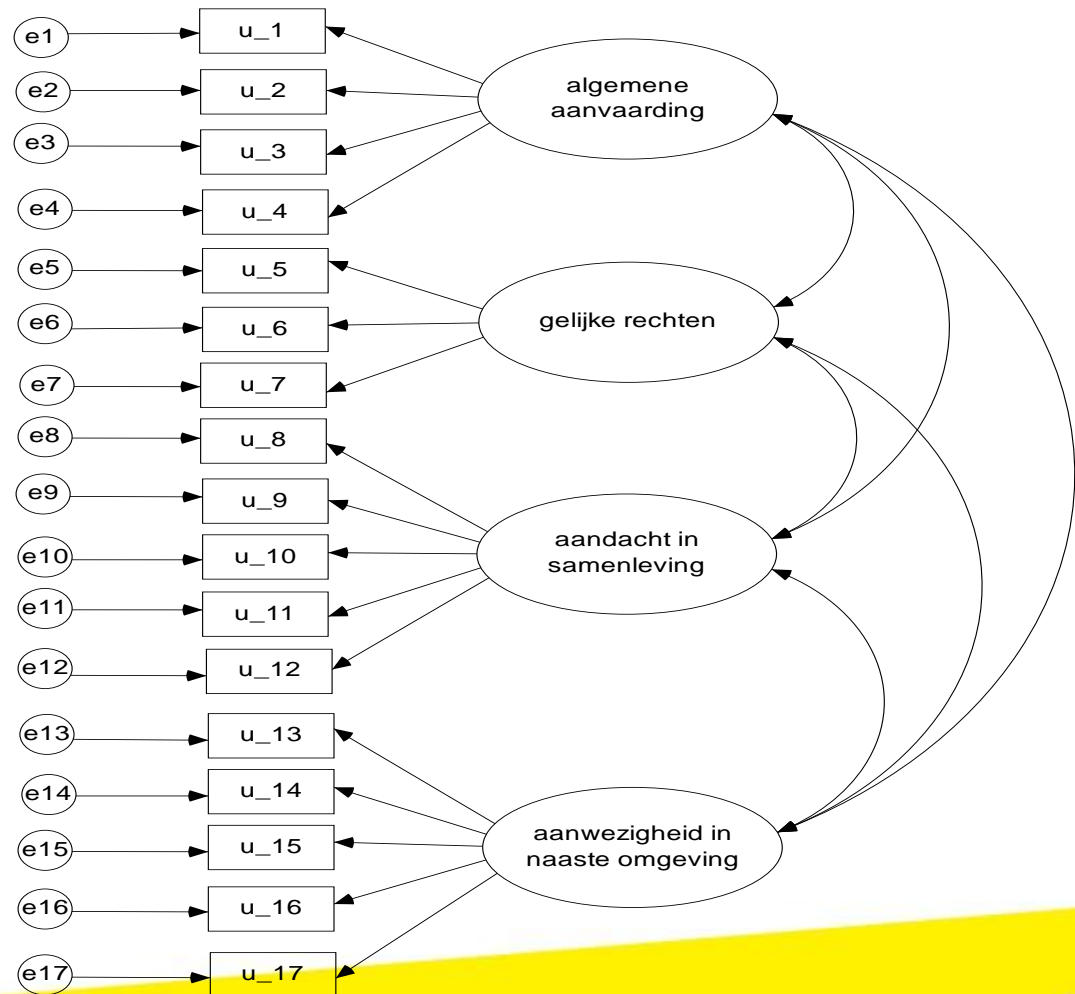 e1
u_1
e2
u_2
e3
u_3
e4
u_4
algemene
aanvaarding
e5
u_5
e6
u_6
e7
u_7
gelijke rechten
e8
u_8
e9
u_9
e10
u_10
e11
u_11
e12
u_12
aandacht in
samenleving
e13
u_13
e14
u_14
e15
u_15
e16
u_16
e17
u_17
aanwezigheid in
naaste omgeving